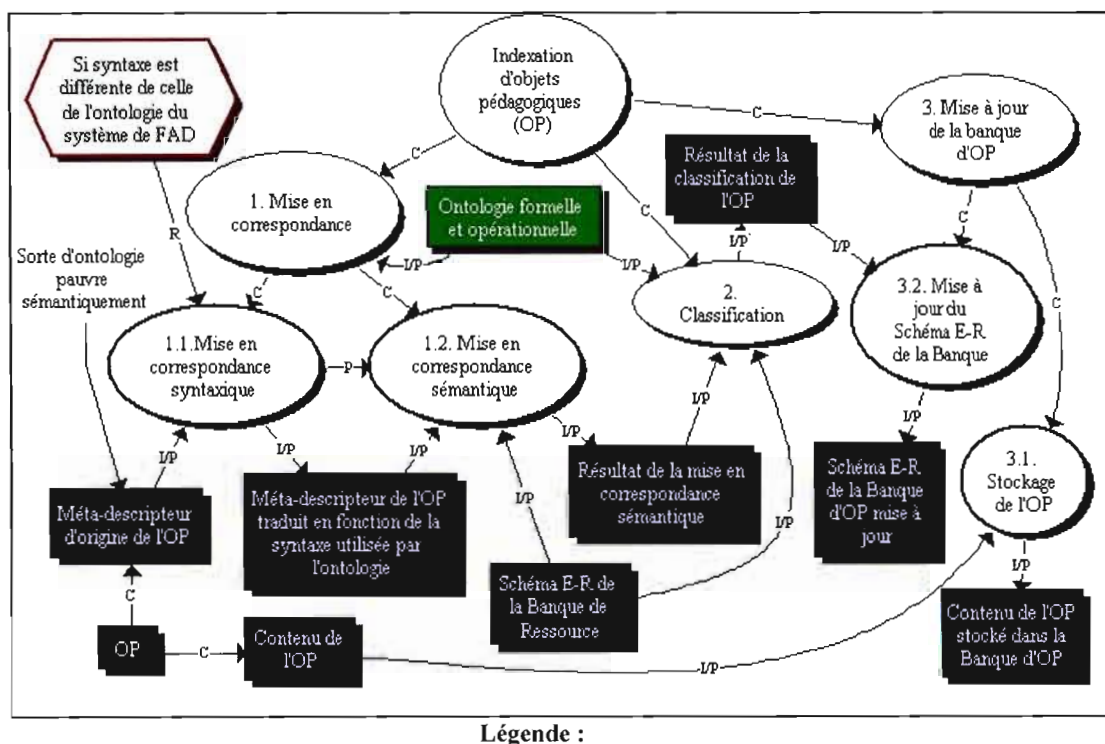 Si syntaxe est
différente de celle
de l'ontologie du
système de FAD
Indexation
d'objets
pédagogiques
(OP)
C
3. Mise à jour
de la banque
d'OP
C
Résultat de la
classification de
l'OP
1. Mise en
correspondance
Ontologie formelle
et opérationnelle
C
C
R
I/P
I/P
I/P
I/P
Sorte d'ontologie
pauvre
sémantiquement
C
C
C
2.
Classification
3.2. Mise à
jour du
Schéma E-R
de la Banque
1.1.Mise en
correspondance
syntaxique
P
1.2. Mise en
correspondance
sémantique
I/P
I/P
I/P
I/P
I/P
I/P
I/P
3.1.
Stockage
de l'OP
Méta-descripteur
d'origine de l'OP
Méta-descripteur de l'OP
traduit en fonction de la
syntaxe utilisée par
l'ontologie
Résultat de la mise en
correspondance
sémantique
Schéma E-R
de la Banque
d'OP mise à
jour
I/P
I/P
C
Schéma E-R
de la Banque de
Ressource
OP
C
Contenu de
l'OP
I/P
Contenu de l'OP
stocké dans la
Banque d'OP
Légende :